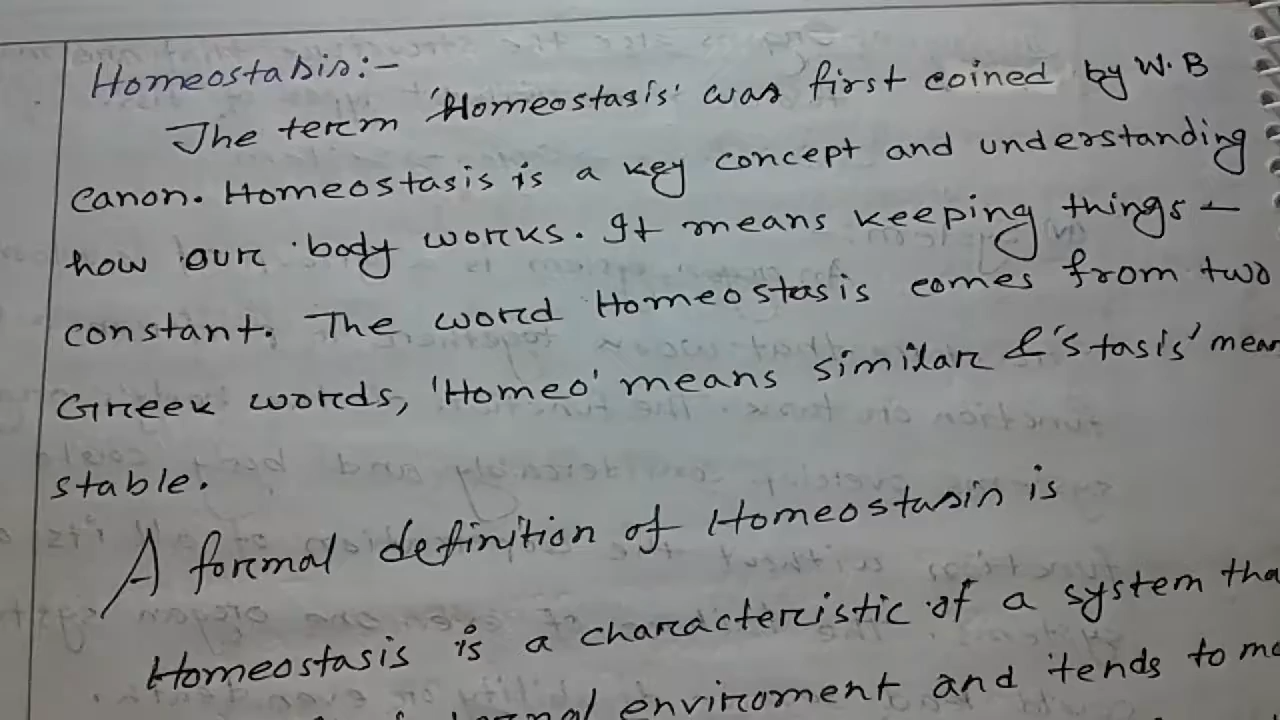 Homeostasis:-
The term 'Homeostasis' was first coined by W.B
canon. Homeostasis is a key concept and understanding
how our body works. It means keeping things -
constant. The word Homeostasis comes from two
Greek words, 'Homeo' means similar & 'stasis' mean
stable.
A formal definition of Homeostasis is
Homeostasis is a characteristic of a system tha
enviroment and tends to